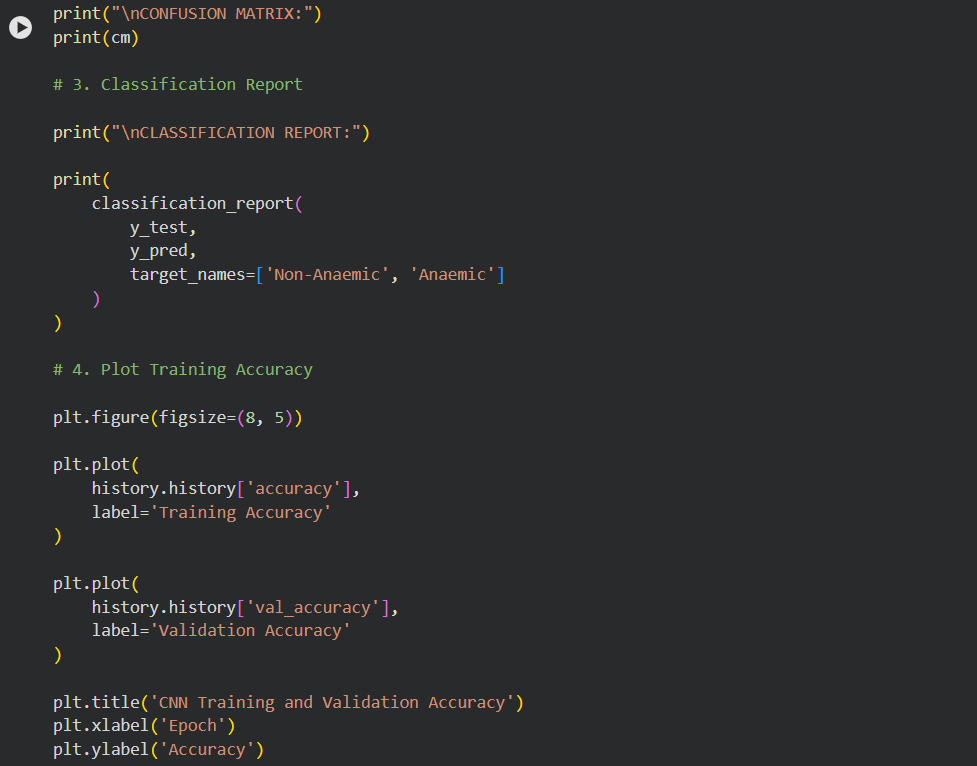 print("\nCONFUSION MATRIX:")
print(cm)
# 3. Classification Report
print("\nCLASSIFICATION REPORT:")
print(
    classification_report(
        y_test,
        y_pred,
        target_names=['Non-Anaemic', 'Anaemic']
    )
)
# 4. Plot Training Accuracy
plt.figure(figsize=(8, 5))
plt.plot(
    history.history['accuracy'],
    label='Training Accuracy'
)
plt.plot(
    history.history['val_accuracy'],
    label='Validation Accuracy'
)
plt.title('CNN Training and Validation Accuracy')
plt.xlabel('Epoch')
plt.ylabel('Accuracy')